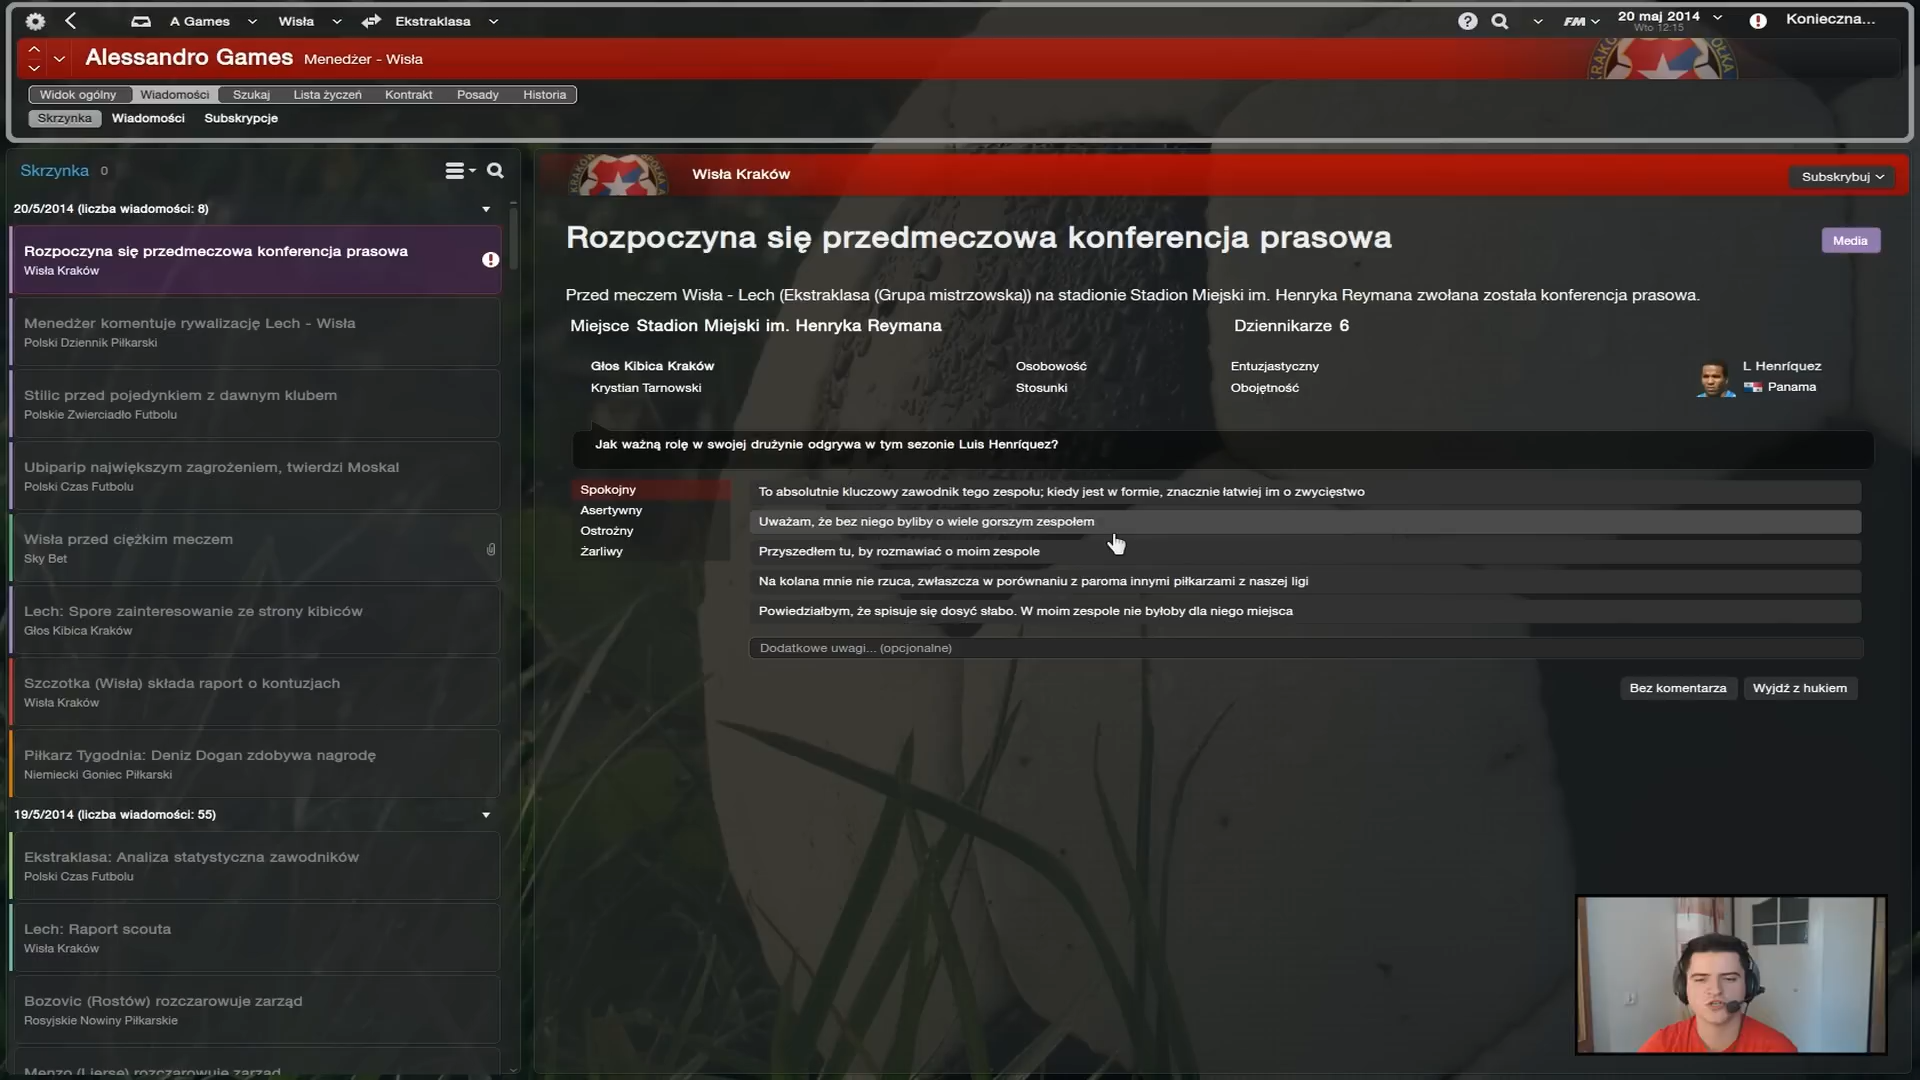 A Games
Wisła
Ekstraklasa
FM
20 maj 2014
Wto 12:15
Konieczna...
Alessandro Games Menedżer - Wisła
Widok ogólny Wiadomości Szukaj Lista życzeń Kontrakt Posady Historia
Skrzynka Wiadomości Subskrypcje
Skrzynka 0
20/5/2014 (liczba wiadomości: 8)
Rozpoczyna się przedmeczowa konferencja prasowa
Wisła Kraków
Menedżer komentuje rywalizację Lech - Wisła
Polski Dziennik Piłkarski
Stilic przed pojedynkiem z dawnym klubem
Polskie Zwierciadło Futbolu
Ubiparip największym zagrożeniem, twierdzi Moskal
Polski Czas Futbolu
Wisła przed ciężkim meczem
Sky Bet
Lech: Spore zainteresowanie ze strony kibiców
Głos Kibica Kraków
Szczotka (Wisła) składa raport o kontuzjach
Wisła Kraków
Piłkarz Tygodnia: Deniz Dogan zdobywa nagrodę
Niemiecki Goniec Piłkarski
19/5/2014 (liczba wiadomości: 55)
Ekstraklasa: Analiza statystyczna zawodników
Polski Czas Futbolu
Lech: Raport scouta
Wisła Kraków
Bozovic (Rostów) rozczarowuje zarząd
Rosyjskie Nowiny Piłkarskie
Menzo (Lierse) rozczarowuje zarząd
Wisła Kraków
Subskrybuj
Rozpoczyna się przedmeczowa konferencja prasowa
Media
Przed meczem Wisła - Lech (Ekstraklasa (Grupa mistrzowska)) na stadionie Stadion Miejski im. Henryka Reymana zwołana została konferencja prasowa.
Miejsce Stadion Miejski im. Henryka Reymana
Dziennikarze 6
Głos Kibica Kraków
Osobowość
Entuzjastyczny
L Henríquez
Krystian Tarnowski
Stosunki
Obojętność
Panama
Jak ważną rolę w swojej drużynie odgrywa w tym sezonie Luis Henríquez?
Spokojny
Asertywny
Ostrożny
Żarliwy
To absolutnie kluczowy zawodnik tego zespołu; kiedy jest w formie, znacznie łatwiej im o zwycięstwo
Uważam, że bez niego byliby o wiele gorszym zespołem
Przyszedłem tu, by rozmawiać o moim zespole
Na kolana mnie nie rzuca, zwłaszcza w porównaniu z paroma innymi piłkarzami z naszej ligi
Powiedziałbym, że spisuje się dosyć słabo. W moim zespole nie byłoby dla niego miejsca
Dodatkowe uwagi... (opcjonalne)
Bez komentarza
Wyjdź z hukiem